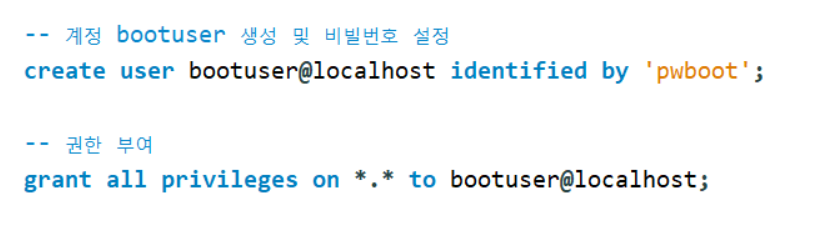 -- 계정 bootuser 생성 및 비빌번호 설정
create user bootuser@localhost identified by 'pwboot';
-- 권한 부여
grant all privileges on *.* to bootuser@localhost;